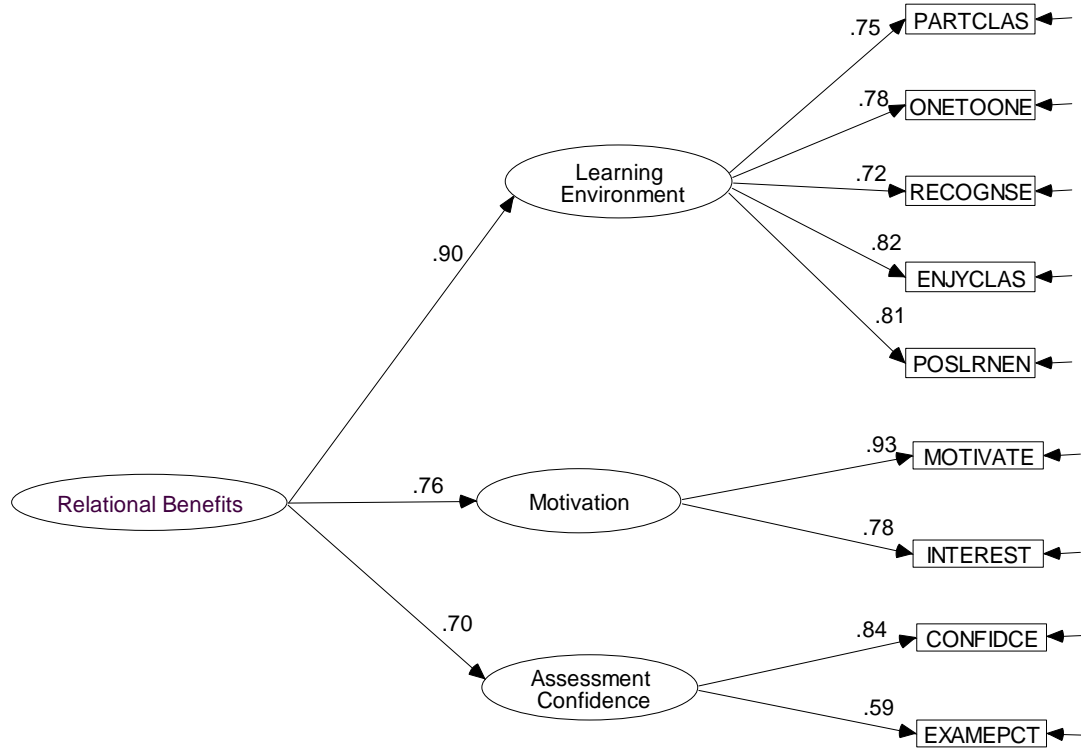 .75
PARTCLAS
.78
ONETOONE
Learning
Environment
.72
RECOGNSE
.90
.82
ENJYCLAS
.81
POSLRNEN
.93
MOTIVATE
Relational Benefits
.76
Motivation
.78
INTEREST
.70
.84
CONFIDCE
Assessment
Confidence
.59
EXAMEPCT